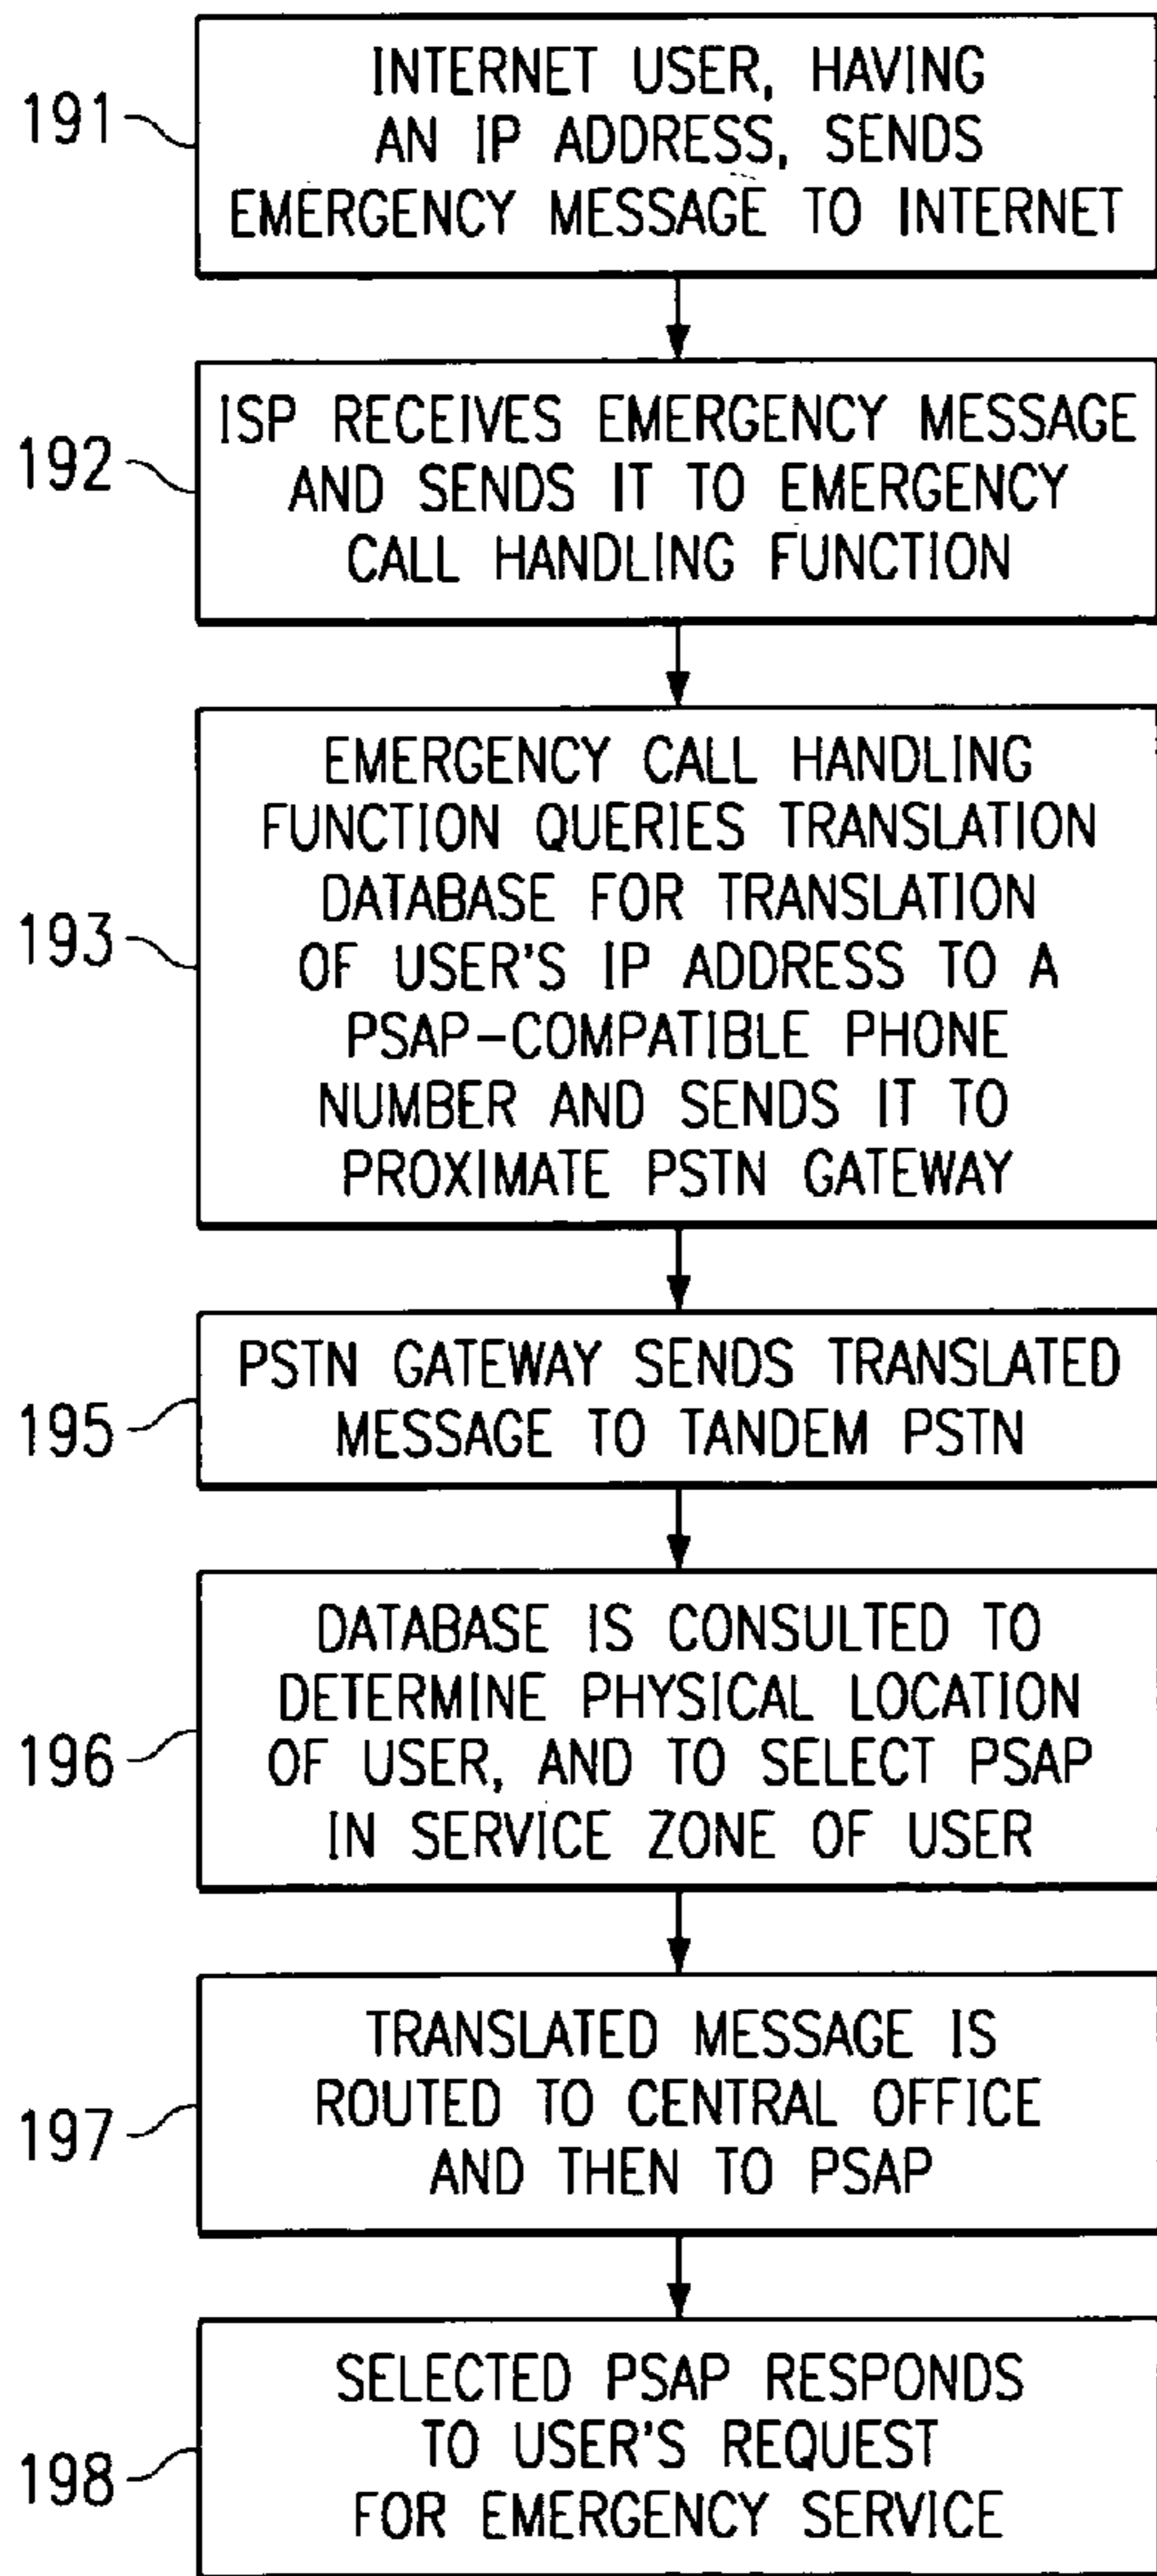 191
INTERNET USER, HAVING
AN IP ADDRESS, SENDS
EMERGENCY MESSAGE TO INTERNET
192
ISP RECEIVES EMERGENCY MESSAGE
AND SENDS IT TO EMERGENCY
CALL HANDLING FUNCTION
193
EMERGENCY CALL HANDLING
FUNCTION QUERIES TRANSLATION
DATABASE FOR TRANSLATION
OF USER'S IP ADDRESS TO A
PSAP-COMPATIBLE PHONE
NUMBER AND SENDS IT TO
PROXIMATE PSTN GATEWAY
195
PSTN GATEWAY SENDS TRANSLATED
MESSAGE TO TANDEM PSTN
196
DATABASE IS CONSULTED TO
DETERMINE PHYSICAL LOCATION
OF USER, AND TO SELECT PSAP
IN SERVICE ZONE OF USER
197
TRANSLATED MESSAGE IS
ROUTED TO CENTRAL OFFICE
AND THEN TO PSAP
198
SELECTED PSAP RESPONDS
TO USER'S REQUEST
FOR EMERGENCY SERVICE